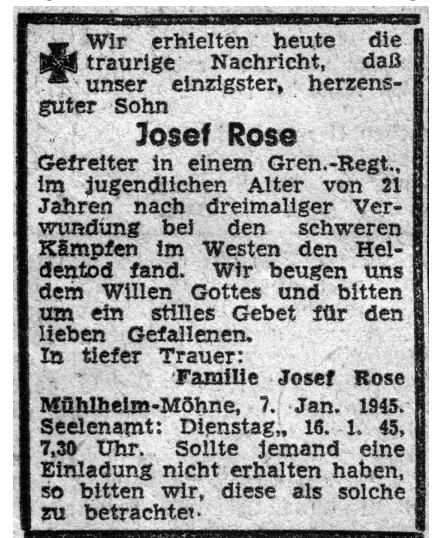 Wir erhielten heute die
traurige Nachricht, daß
unser einzigster, herzens-
guter Sohn
Josef Rose
Gefreiter in einem Gren.-Regt.,
im jugendlichen Alter von 21
Jahren nach dreimaliger Ver-
wundung bei den schweren
Kämpfen im Westen den Hel-
dentod fand. Wir beugen uns
dem Willen Gottes und bitten
um ein stilles Gebet für den
lieben Gefallenen.
In tiefer Trauer:
Familie Josef Rose
Mühlheim-Möhne, 7. Jan. 1945.
Seelenamt: Dienstag,, 16. 1. 45,
7,30 Uhr. Sollte jemand eine
Einladung nicht erhalten haben,
so bitten wir, diese als solche
zu betrachten.